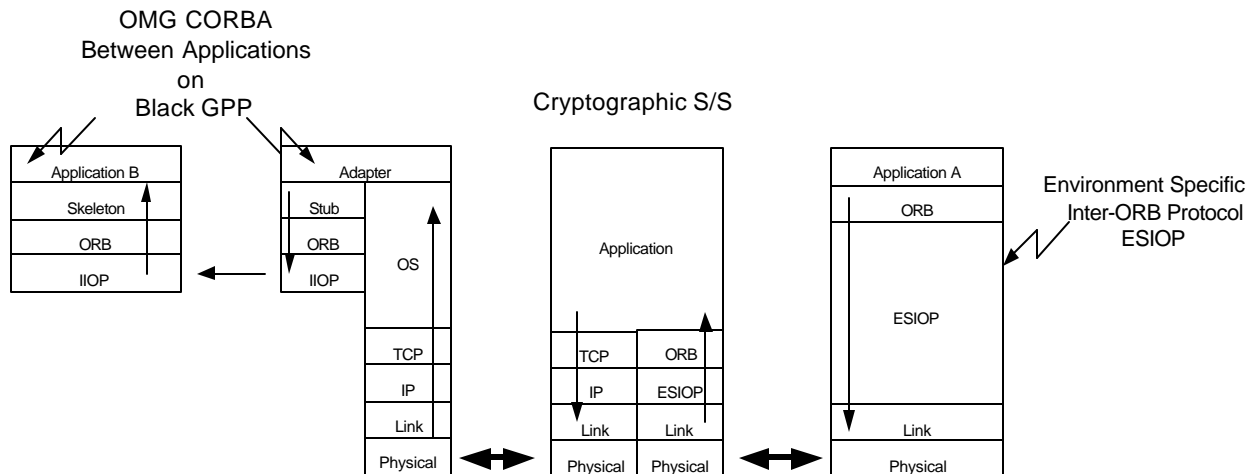 OMG CORBA
Between Applications
on
Black GPP
Cryptographic S/S
Application B
Skeleton
ORB
IIOP
Adapter
Stub
ORB
IIOP
OS
TCP
IP
Link
Physical
Application
TCP
IP
Link
Physical
ORB
ESIOP
Link
Physical
Application A
ORB
ESIOP
Link
Physical
Environment Specific
Inter-ORB Protocol
ESIOP